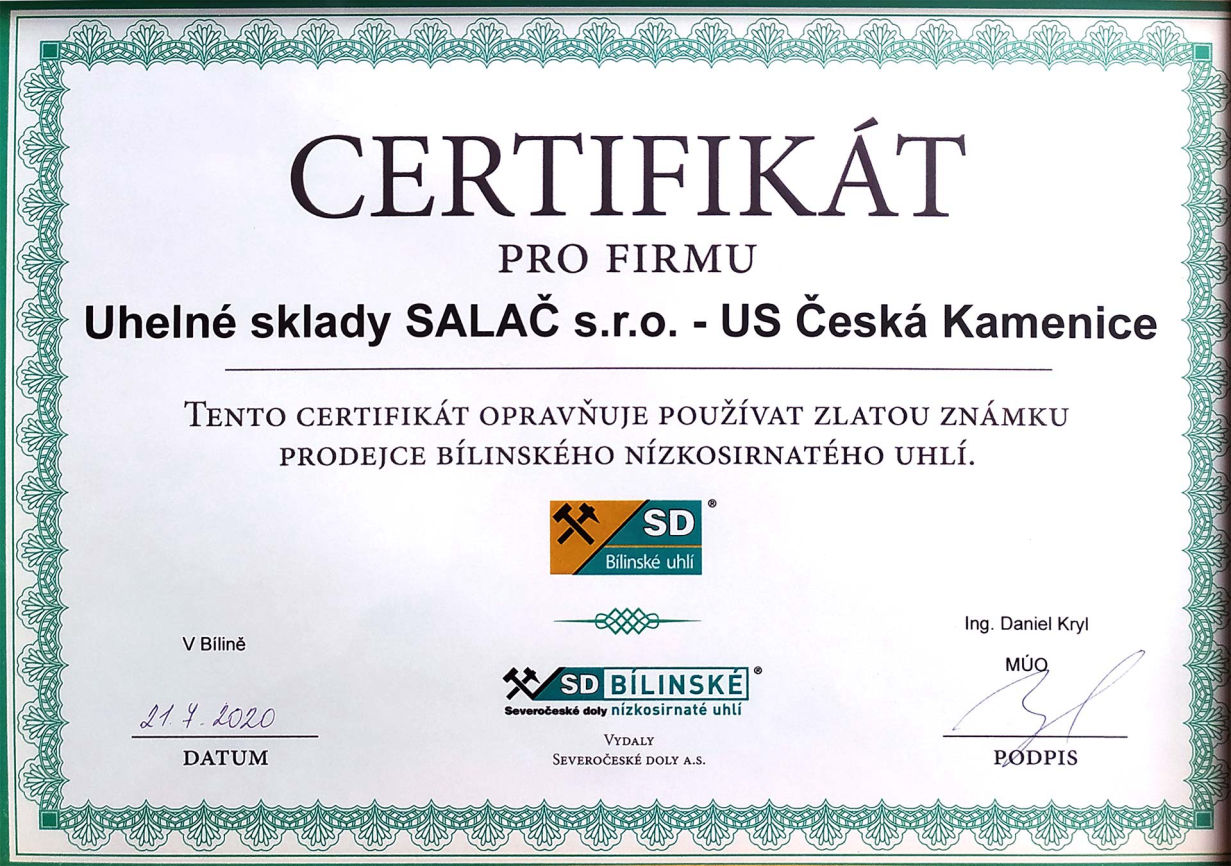 CERTIFIKÁT
PRO FIRMU
Uhelné sklady SALAČ s.r.o. - US Česká Kamenice
TENTO CERTIFIKÁT OPRAVŇUJE POUŽÍVAT ZLATOU ZNÁMKU
PRODEJCE BÍLINSKÉHO NÍZKOSIRNATÉHO UHLÍ.
SD ®
Bílinské uhlí
V Bílině
21.7.2020
DATUM
SD BÍLINSKÉ ®
Severočeské doly nízkosirnaté uhlí
VYDALY
SEVEROČESKÉ DOLY A.S.
Ing. Daniel Kryl
MÚO
PODPIS